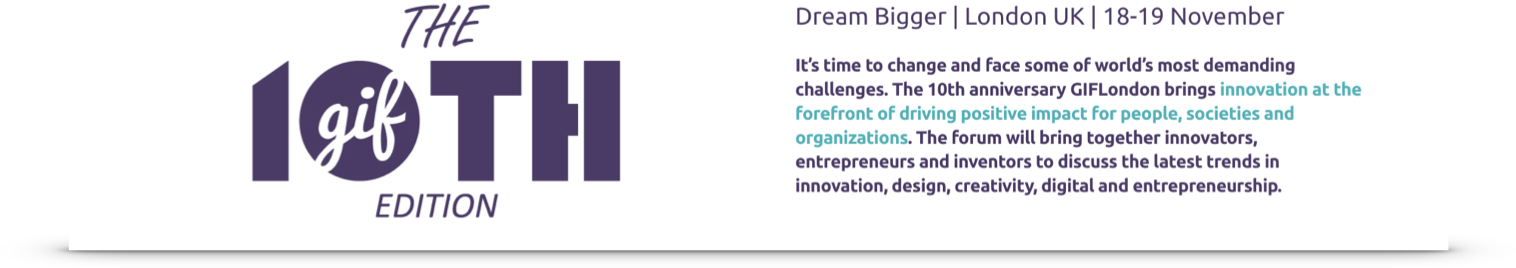 THE
10TH
gif
EDITION
Dream Bigger | London UK | 18-19 November
It's time to change and face some of world's most demanding
challenges. The 10th anniversary GIFLondon brings innovation at the
forefront of driving positive impact for people, societies and
organizations. The forum will bring together innovators,
entrepreneurs and inventors to discuss the latest trends in
innovation, design, creativity, digital and entrepreneurship.